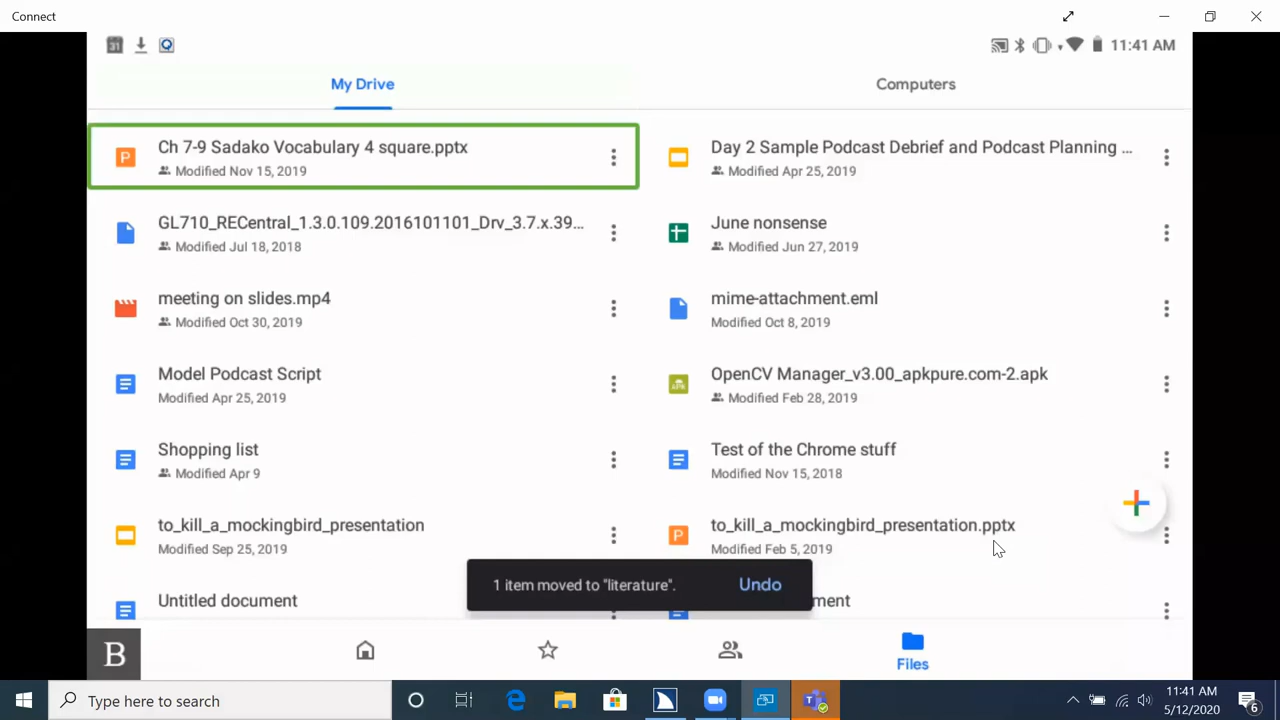 Connect
31
11:41 AM
My Drive
Computers
P
Ch 7-9 Sadako Vocabulary 4 square.pptx
Modified Nov 15, 2019
Day 2 Sample Podcast Debrief and Podcast Planning ...
Modified Apr 25, 2019
GL710_RECentral_1.3.0.109.2016101101_Drv_3.7.x.39...
Modified Jul 18, 2018
June nonsense
Modified Jun 27, 2019
meeting on slides.mp4
Modified Oct 30, 2019
mime-attachment.eml
Modified Oct 8, 2019
Model Podcast Script
Modified Apr 25, 2019
APK
OpenCV Manager_v3.00_apkpure.com-2.apk
Modified Feb 28, 2019
Shopping list
Modified Apr 9
Test of the Chrome stuff
Modified Nov 15, 2018
to_kill_a_mockingbird_presentation
Modified Sep 25, 2019
P
to_kill_a_mockingbird_presentation.pptx
Modified Feb 5, 2019
1 item moved to "literature".
Undo
Untitled document
ment
B
Files
Type here to search
11:41 AM
5/12/2020
6